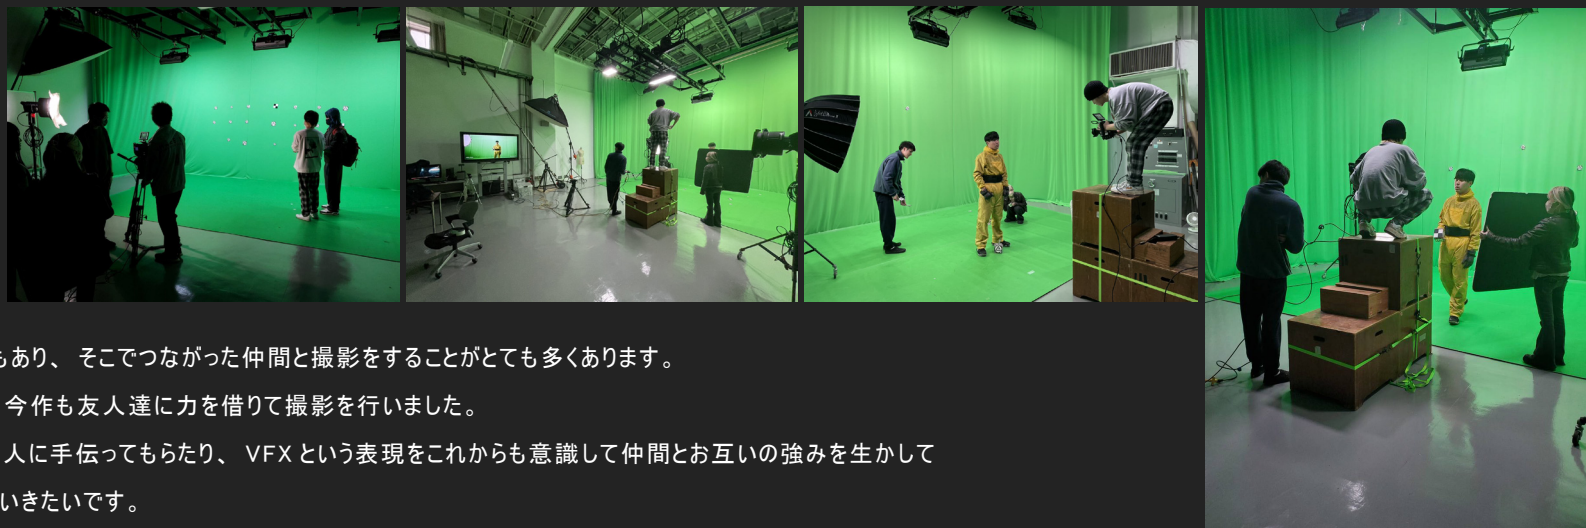 もあり、そこでつながった仲間と撮影をすることがとても多くあります。
今作も友人達に力を借りて撮影を行いました。
人に手伝ってもらたり、VFXという表現をこれからも意識して仲間とお互いの強みを生かして
いきたいです。